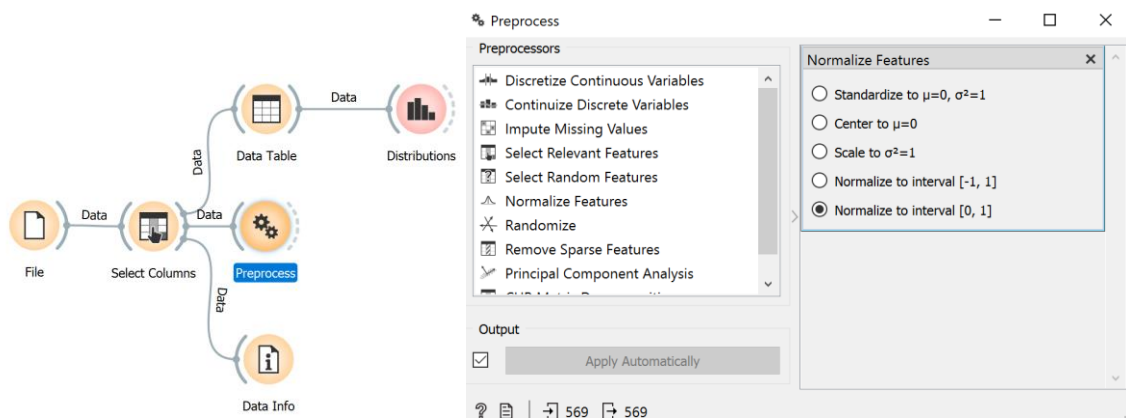 Data
Data Table
Distributions
Data
Data
Data
File
Select Columns
Preprocess
Data
Data Info
Preprocess
Preprocessors
Discretize Continuous Variables
Continuize Discrete Variables
Impute Missing Values
Select Relevant Features
Select Random Features
Normalize Features
Randomize
Remove Sparse Features
Principal Component Analysis
Normalize Features
Standardize to μ=0, σ²=1
Center to μ=0
Scale to σ²=1
Normalize to interval [-1, 1]
Normalize to interval [0, 1]
Output
Apply Automatically
569
569